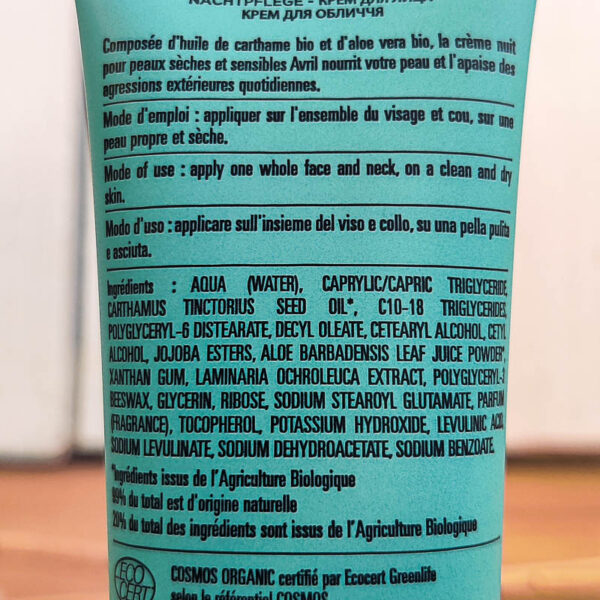 NACHTPFLEGE - КРЕМ ДЛЯ ЛИЦА
КРЕМ ДЛЯ ОБЛИЧЧЯ
Composée d'huile de carthame bio et d'aloe vera bio, la crème nuit
pour peaux sèches et sensibles Avril nourrit votre peau et l'apaise des
agressions extérieures quotidiennes.
Mode d'emploi : appliquer sur l'ensemble du visage et cou, sur une
peau propre et sèche.
Mode of use : apply one whole face and neck, on a clean and dry
skin.
Modo d'uso : applicare sull'insieme del viso e collo, su una pella pulita
e asciuta.
Ingrédients : AQUA (WATER), CAPRYLIC/CAPRIC TRIGLYCERIDE,
CARTHAMUS TINCTORIUS SEED OIL*, C10-18 TRIGLYCERIDES,
POLYGLYCERYL-6 DISTEARATE, DECYL OLEATE, CETEARYL ALCOHOL, CETYL
ALCOHOL, JOJOBA ESTERS, ALOE BARBADENSIS LEAF JUICE POWDER*,
XANTHAN GUM, LAMINARIA OCHROLEUCA EXTRACT, POLYGLYCERYL-3
BEESWAX, GLYCERIN, RIBOSE, SODIUM STEAROYL GLUTAMATE, PARFUM
(FRAGRANCE), TOCOPHEROL, POTASSIUM HYDROXIDE, LEVULINIC ACID,
SODIUM LEVULINATE, SODIUM DEHYDROACETATE, SODIUM BENZOATE.
*Ingrédients issus de l'Agriculture Biologique
99% du total est d'origine naturelle
20% du total des ingrédients sont issus de l'Agriculture Biologique
ECO
CERT
COSMOS ORGANIC certifié par Ecocert Greenlife
selon le référentiel COSMOS